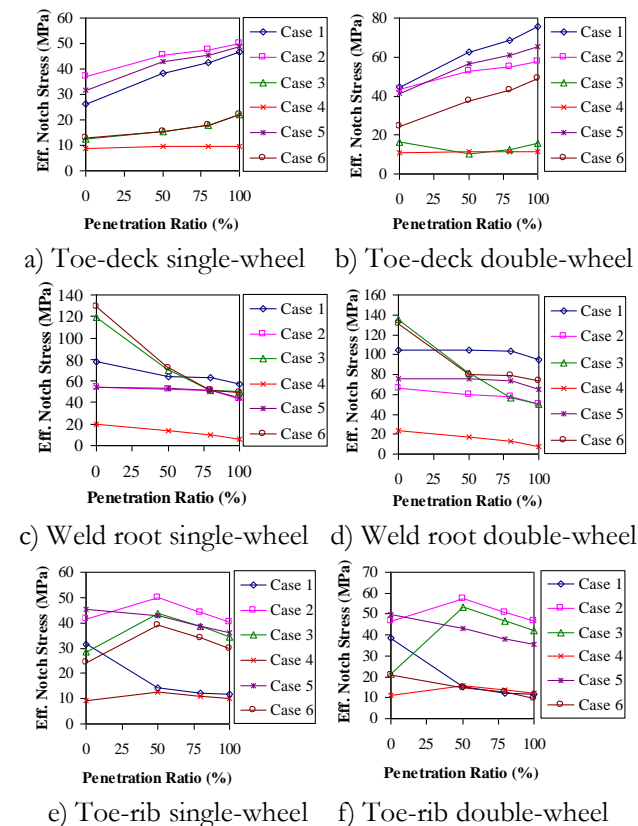 Eff. Notch Stress (MPa)
60
50
40
30
20
10
0
0 25 50 75 100
Penetration Ratio (%)
Case 1
Case 2
Case 3
Case 4
Case 5
Case 6
Eff. Notch Stress (MPa)
80
60
40
20
0
0 25 50 75 100
Penetration Ratio (%)
Case 1
Case 2
Case 3
Case 4
Case 5
Case 6
a) Toe-deck single-wheel
b) Toe-deck double-wheel
Eff. Notch Stress (MPa)
140
120
100
80
60
40
20
0
0 25 50 75 100
Penetration Ratio (%)
Case 1
Case 2
Case 3
Case 4
Case 5
Case 6
Eff. Notch Stress (MPa)
160
140
120
100
80
60
40
20
0
0 25 50 75 100
Penetration Ratio (%)
Case 1
Case 2
Case 3
Case 4
Case 5
Case 6
c) Weld root single-wheel
d) Weld root double-wheel
Eff. Notch Stress (MPa)
60
50
40
30
20
10
0
0 25 50 75 100
Penetration Ratio (%)
Case 1
Case 2
Case 3
Case 4
Case 5
Case 6
Eff. Notch Stress (MPa)
70
60
50
40
30
20
10
0
0 25 50 75 100
Penetration Ratio (%)
Case 1
Case 2
Case 3
Case 4
Case 5
Case 6
e) Toe-rib single-wheel
f) Toe-rib double-wheel